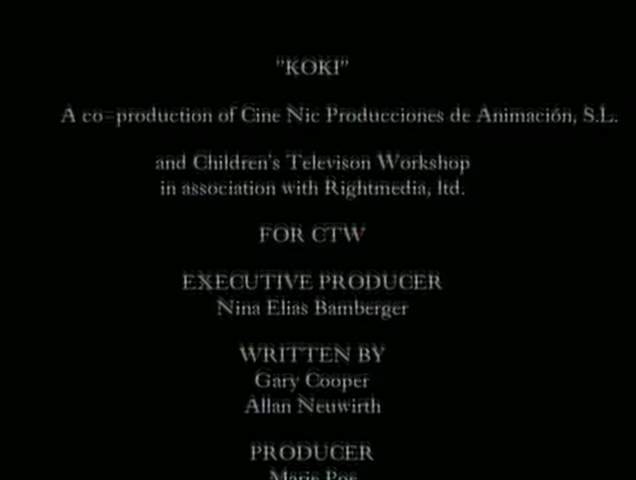 "KOKI"
A co-production of Cine Nic Producciones de Animación, S.L.
and Children's Televison Workshop
in association with Rightmedia, ltd.
FOR CTW
EXECUTIVE PRODUCER
Nina Elias Bamberger
WRITTEN BY
Gary Cooper
Allan Neuwirth
PRODUCER